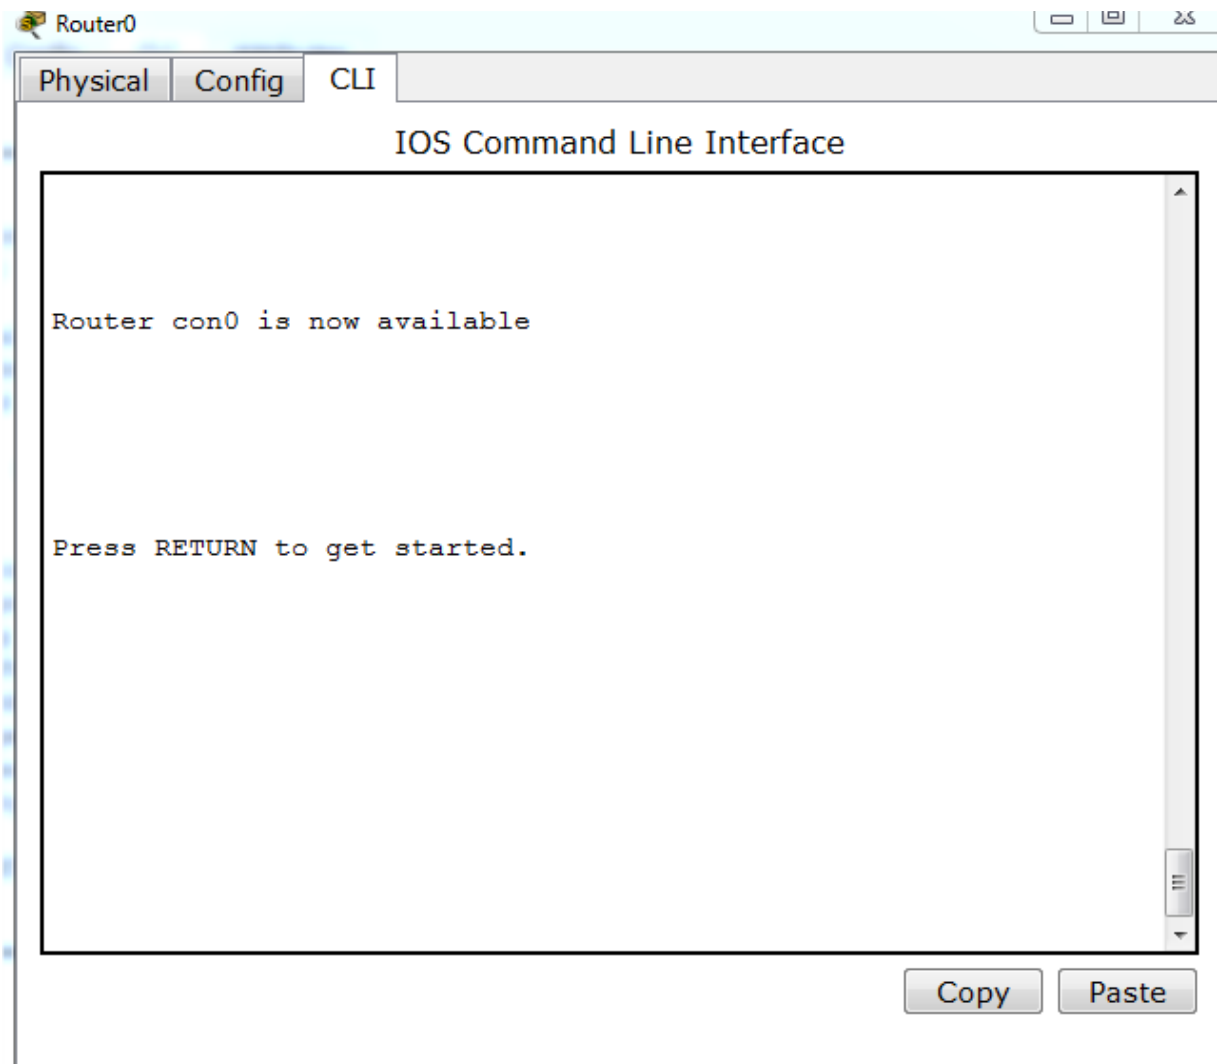 Router0
Physical Config CLI
IOS Command Line Interface
Router con0 is now available
Press RETURN to get started.
Copy Paste